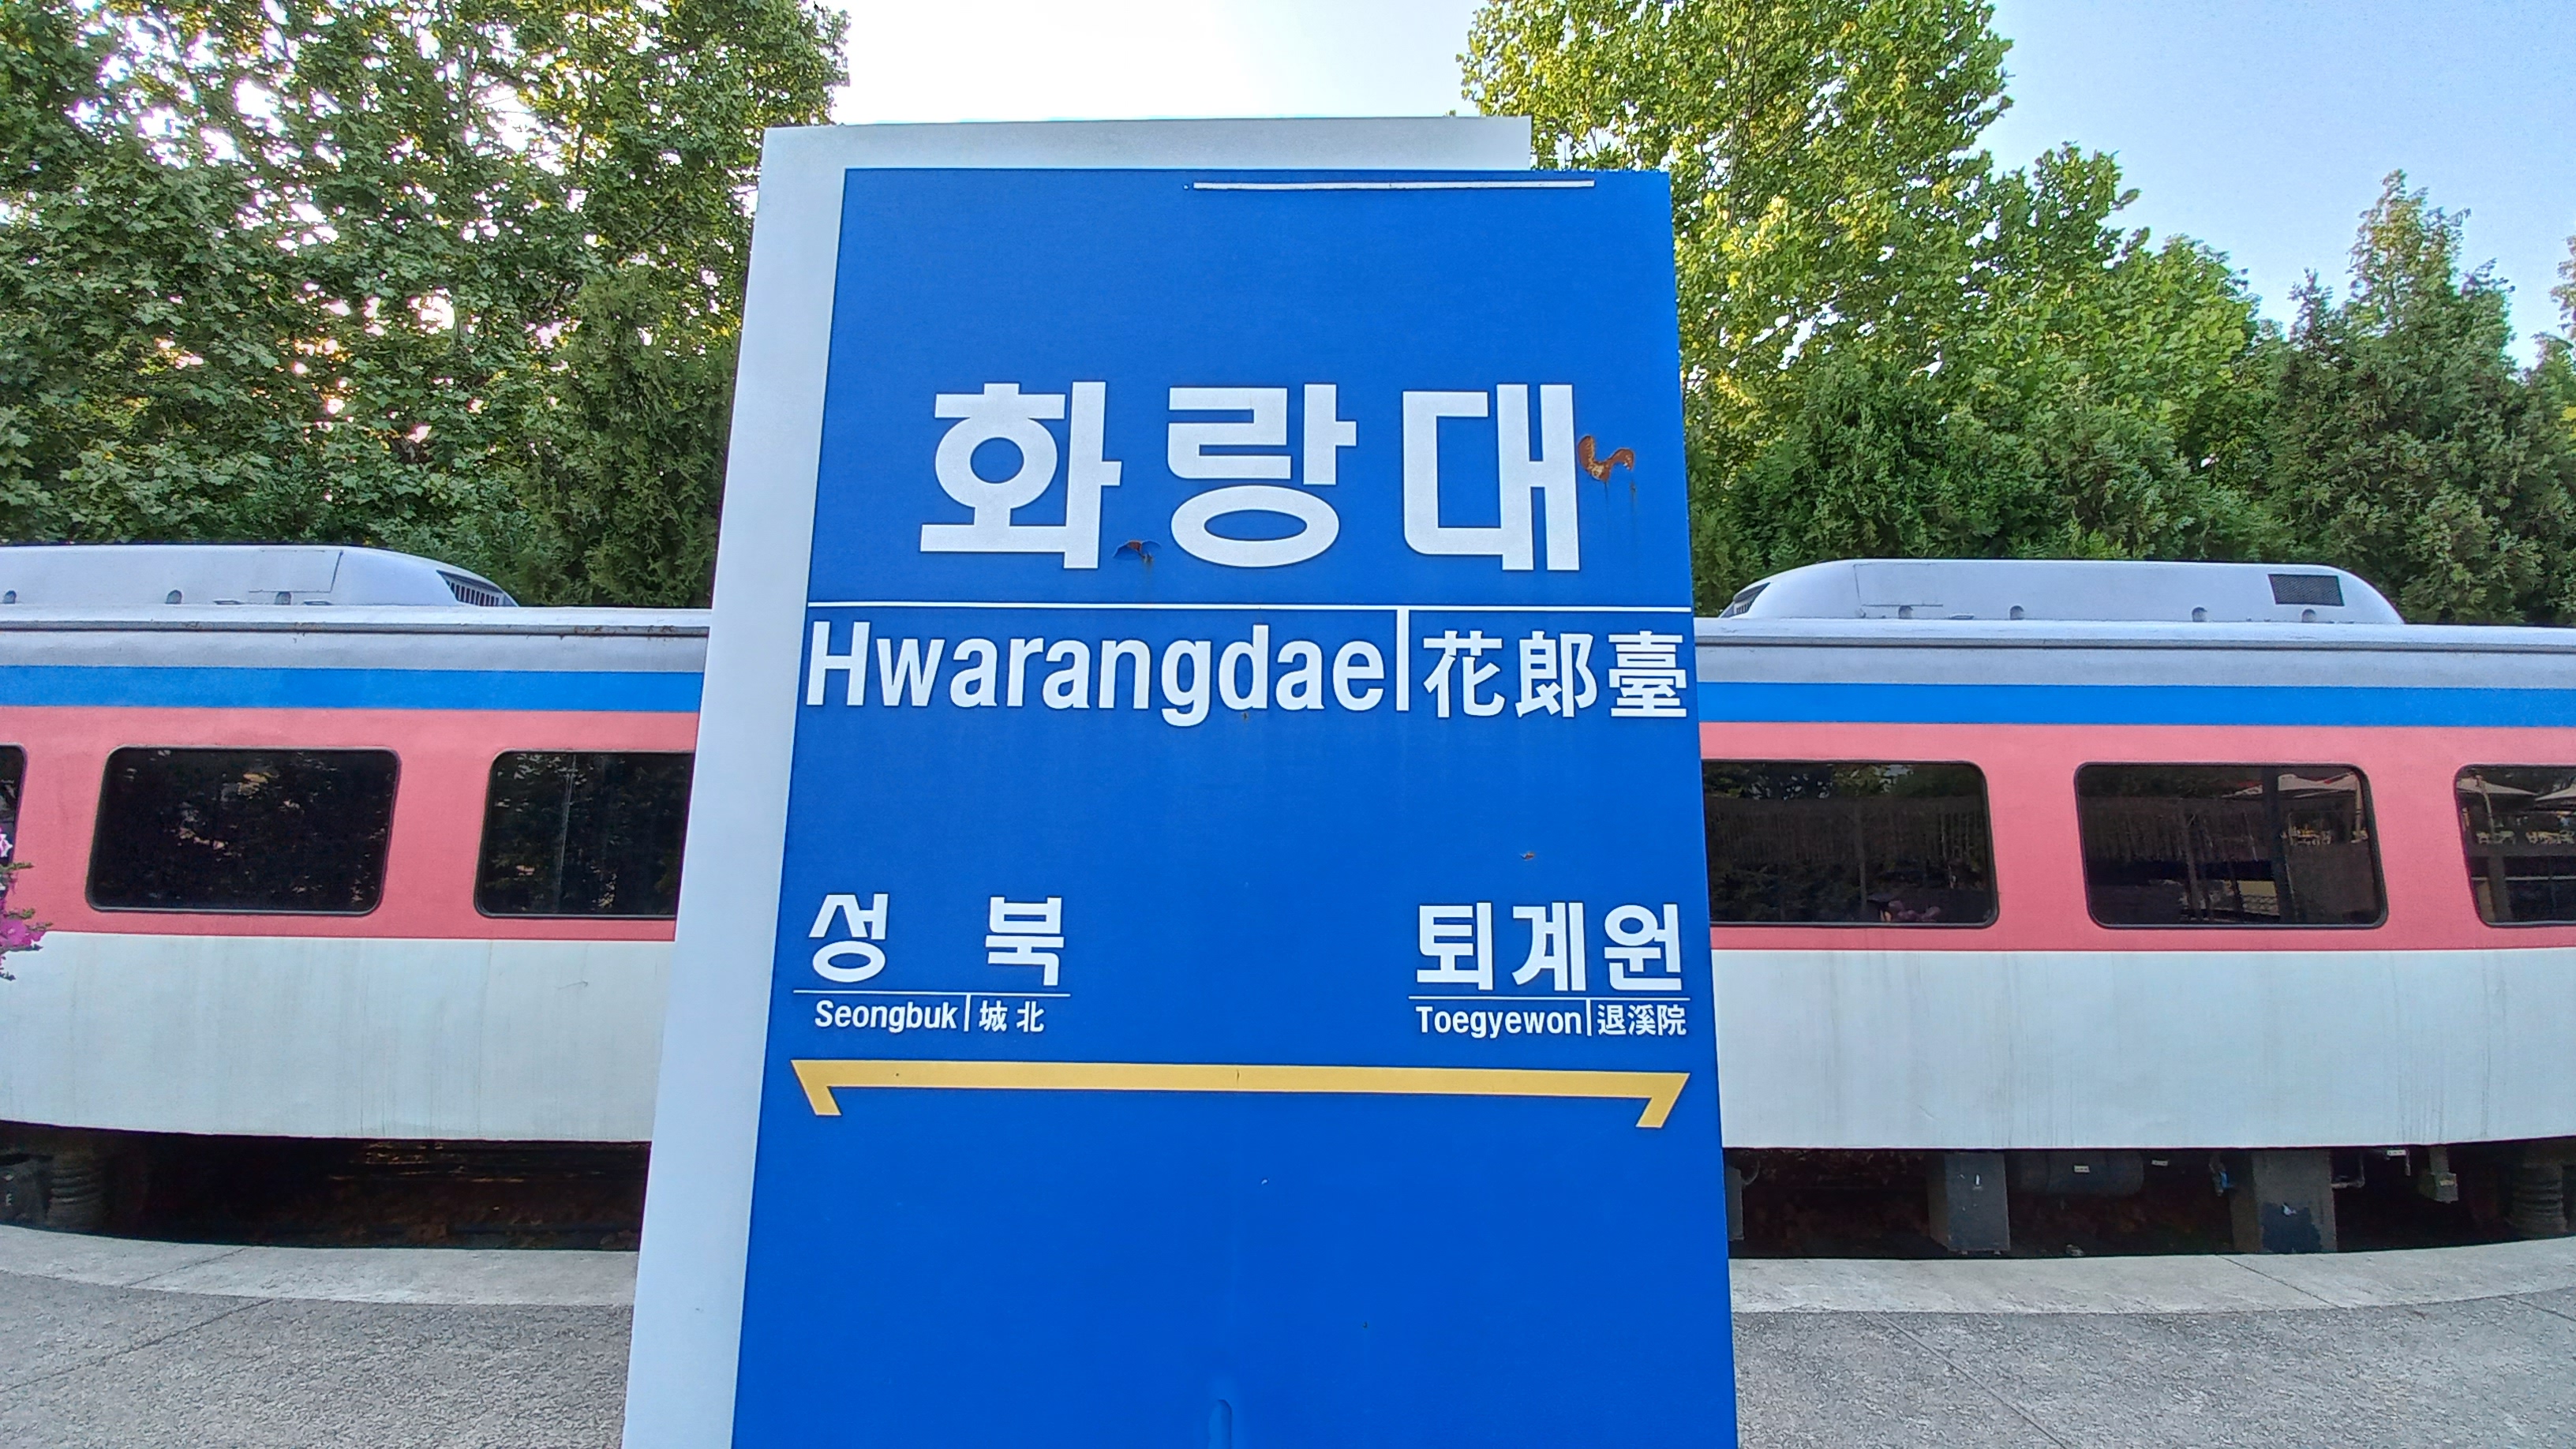 화랑대
Hwarangdae 花郎臺
성북 퇴계원
Seongbuk 城北 Toegyewon 退溪院